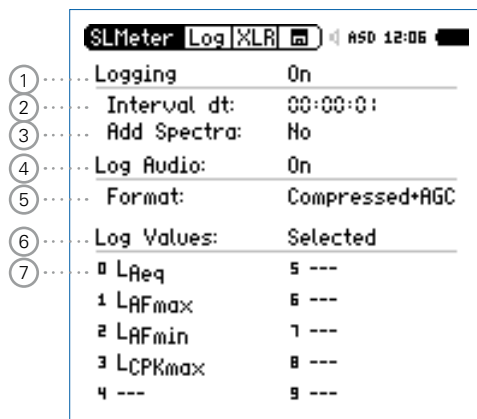 SLMeter Log XLR ASD 12:06
1 Logging On
2 Interval dt: 00:00:01
3 Add Spectra: No
4 Log Audio: On
5 Format: Compressed+AGC
6 Log Values: Selected
7 0 LAeq 5 ---
1 LAFmax 6 ---
2 LAFmin 7 ---
3 LCPKmax 8 ---
4 --- 9 ---